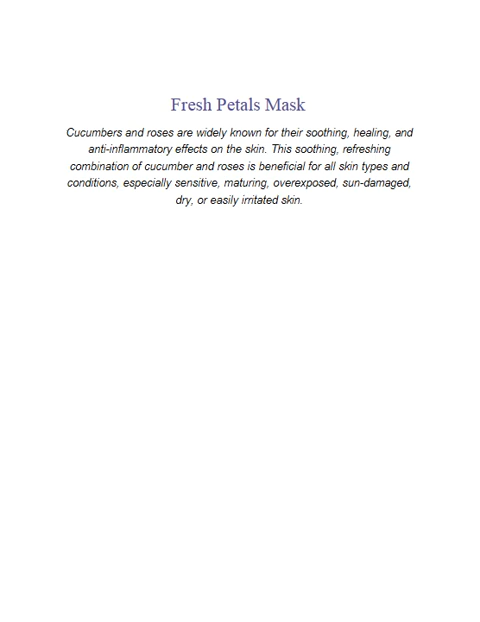 Fresh Petals Mask
Cucumbers and roses are widely known for their soothing, healing, and
anti-inflammatory effects on the skin. This soothing, refreshing
combination of cucumber and roses is beneficial for all skin types and
conditions, especially sensitive, maturing, overexposed, sun-damaged,
dry, or easily irritated skin.